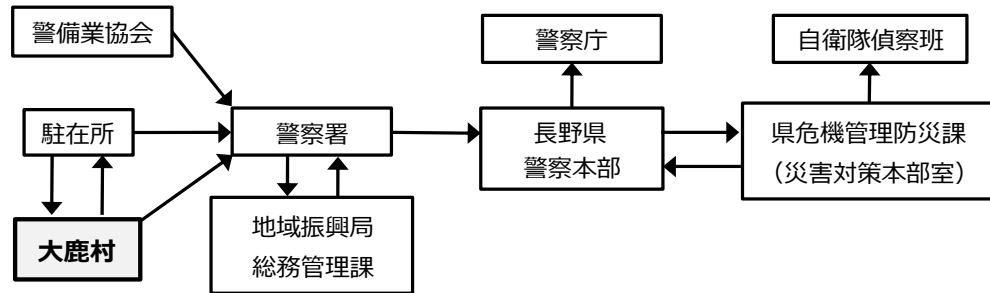 警備業協会
警察庁
自衛隊偵察班
駐在所
警察署
長野県
警察本部
県危機管理防災課
（災害対策本部室）
大鹿村
地域振興局
総務管理課